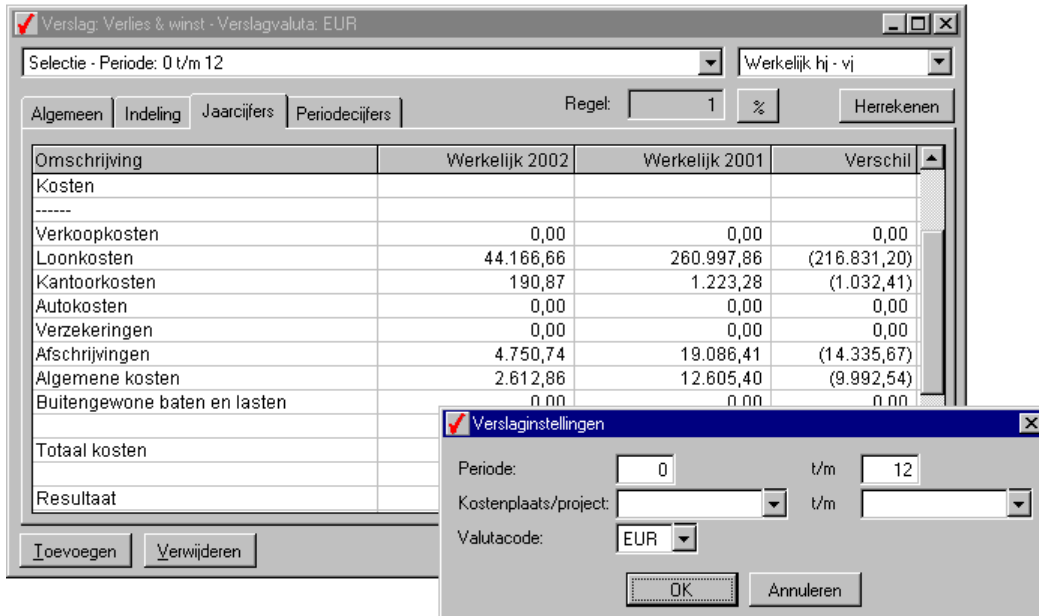 Verslag: Verlies & winst - Verslagvaluta: EUR
Selectie - Periode: 0 t/m 12 Werkelijk hj - vj
Algemeen Indeling Jaarcijfers Periodecijfers Regel: 1 % Herrekenen
Omschrijving Werkelijk 2002 Werkelijk 2001 Verschil
Kosten
------
Verkoopkosten 0,00 0,00 0,00
Loonkosten 44.166,66 260.997,86 (216.831,20)
Kantoorkosten 190,87 1.223,28 (1.032,41)
Autokosten 0,00 0,00 0,00
Verzekeringen 0,00 0,00 0,00
Afschrijvingen 4.750,74 19.086,41 (14.335,67)
Algemene kosten 2.612,86 12.605,40 (9.992,54)
Buitengewone baten en lasten 0,00 0,00 0,00
Totaal kosten
Resultaat
Toevoegen Verwijderen
Verslaginstellingen
Periode: 0 t/m 12
Kostenplaats/project: t/m
Valutacode: EUR
OK Annuleren